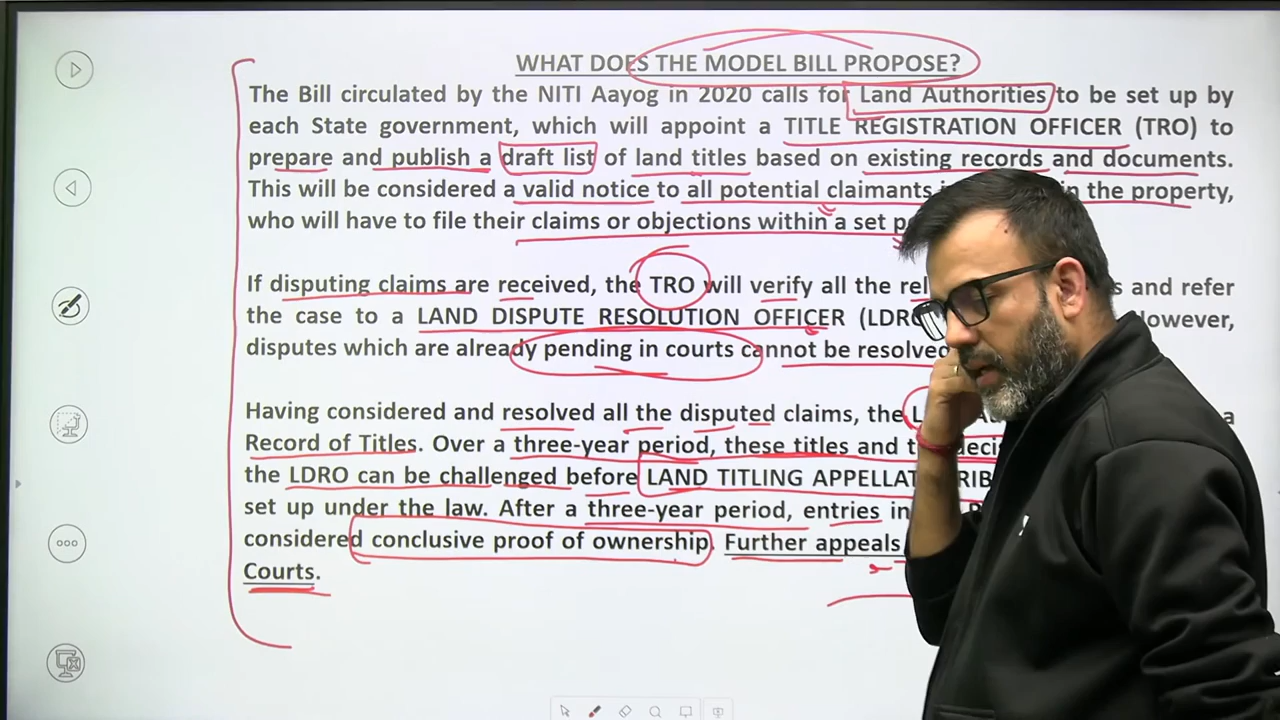 WHAT DOES THE MODEL BILL PROPOSE?
The Bill circulated by the NITI Aayog in 2020 calls for Land Authorities to be set up by
each State government, which will appoint a TITLE REGISTRATION OFFICER (TRO) to
prepare and publish a draft list of land titles based on existing records and documents.
This will be considered a valid notice to all potential claimants in the property,
who will have to file their claims or objections within a set
If disputing claims are received, the TRO will verify all the and refer
the case to a LAND DISPUTE RESOLUTION OFFICER (LDRO However,
disputes which are already pending in courts cannot be resolved
Having considered and resolved all the disputed claims, the a
Record of Titles. Over a three-year period, these titles and
the LDRO can be challenged before LAND TITLING
set up under the law. After a three-year period, entries in
considered conclusive proof of ownership. Further appeals
Courts.